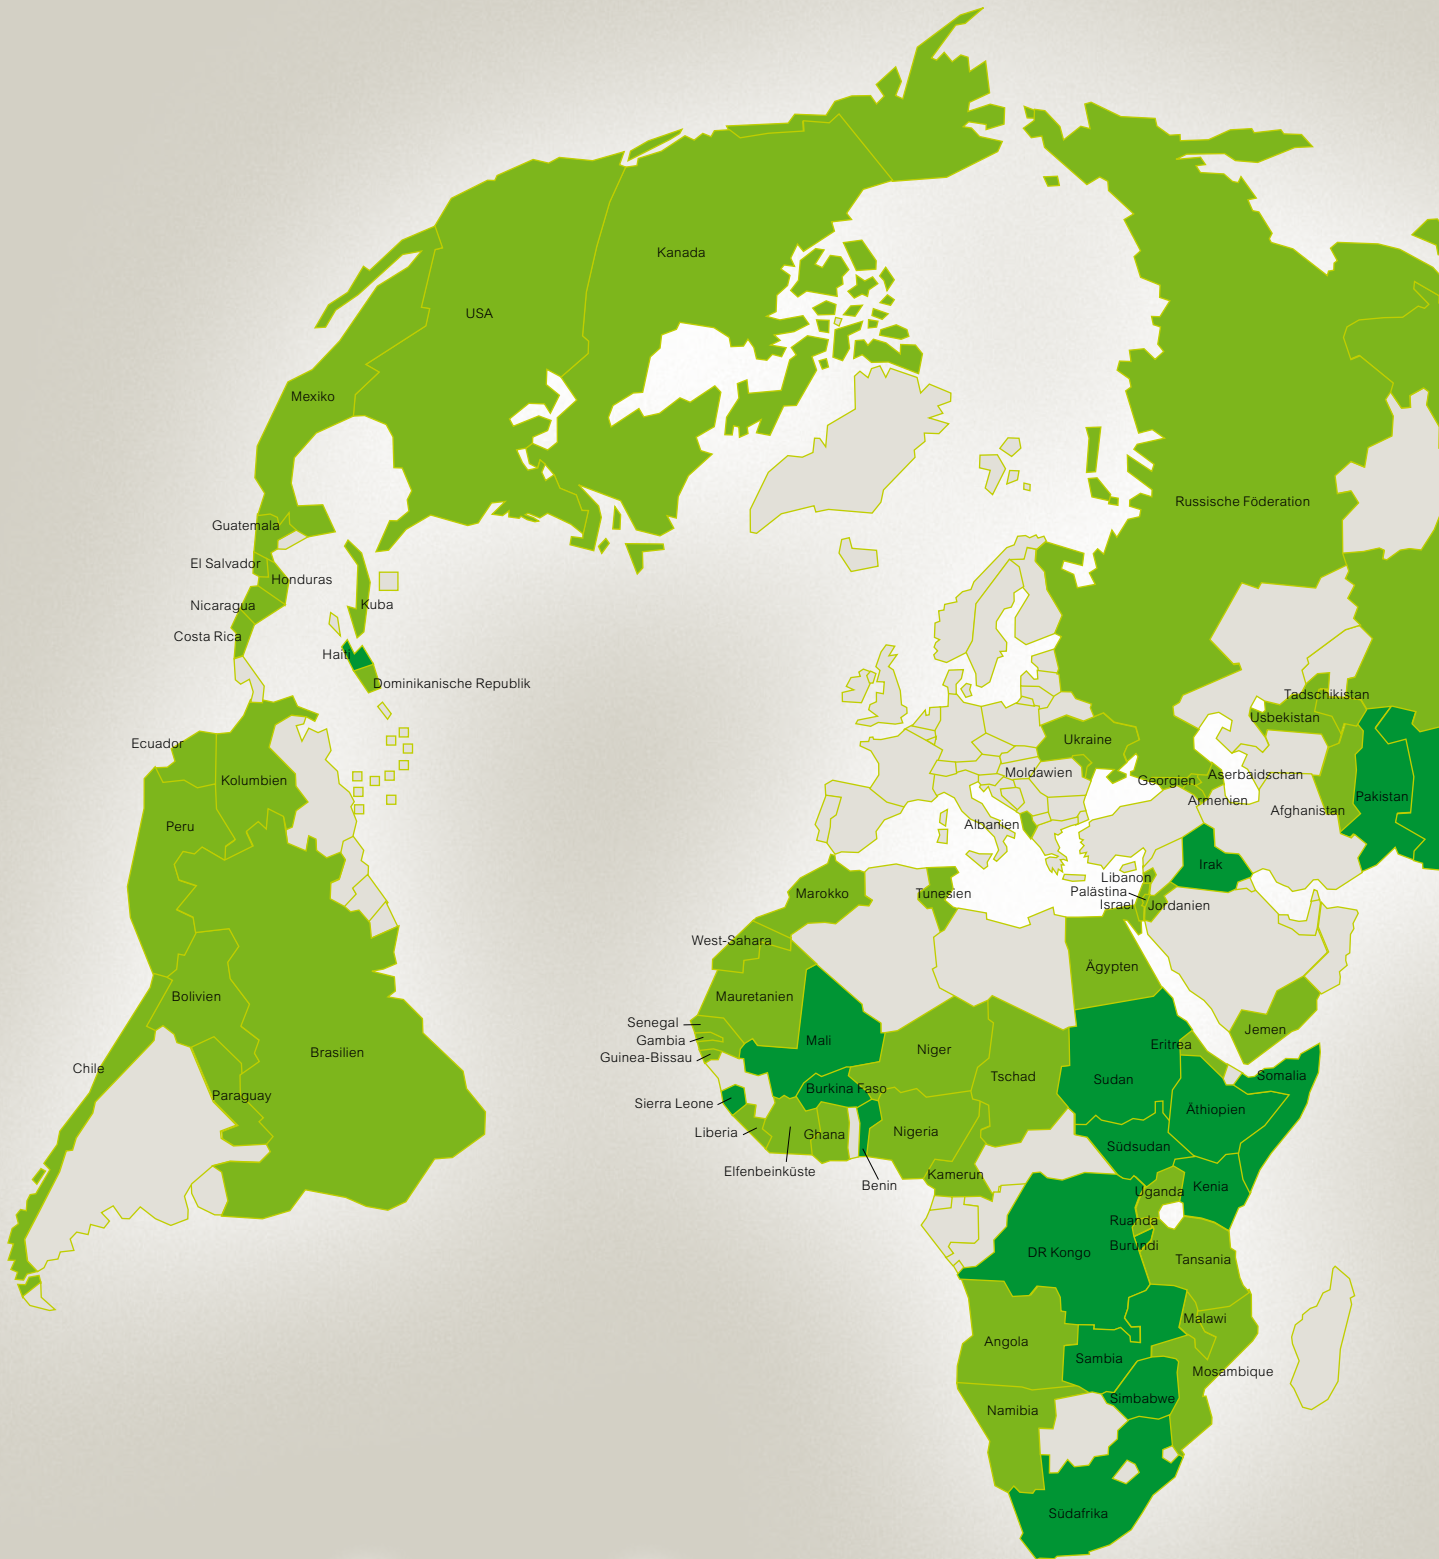 Kanada
USA
Mexiko
Russische Föderation
Guatemala
El Salvador
Honduras
Nicaragua
Kuba
Costa Rica
Haiti
Dominikanische Republik
Tadschikistan
Usbekistan
Ecuador
Ukraine
Kolumbien
Moldawien
Georgien
Aserbaidschan
Armenien
Afghanistan
Pakistan
Peru
Albanien
Irak
Libanon
Marokko
Tunesien
Palästina
Israel
Jordanien
West-Sahara
Ägypten
Bolivien
Mauretanien
Senegal
Gambia
Guinea-Bissau
Mali
Niger
Jemen
Eritrea
Brasilien
Chile
Tschad
Sudan
Somalia
Burkina Faso
Paraguay
Sierra Leone
Äthiopien
Liberia
Ghana
Nigeria
Südsudan
Elfenbeinküste
Benin
Kamerun
Uganda
Kenia
Ruanda
Burundi
DR Kongo
Tansania
Malawi
Angola
Sambia
Mosambique
Simbabwe
Namibia
Südafrika